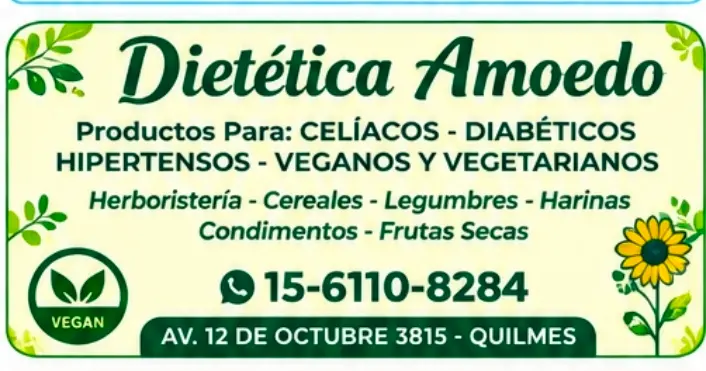 Dietética Amoedo
Productos Para: CELÍACOS - DIABÉTICOS
HIPERTENSOS - VEGANOS Y VEGETARIANOS
Herboristería - Cereales - Legumbres - Harinas
Condimentos - Frutas Secas
15-6110-8284
VEGAN
AV. 12 DE OCTUBRE 3815 - QUILMES